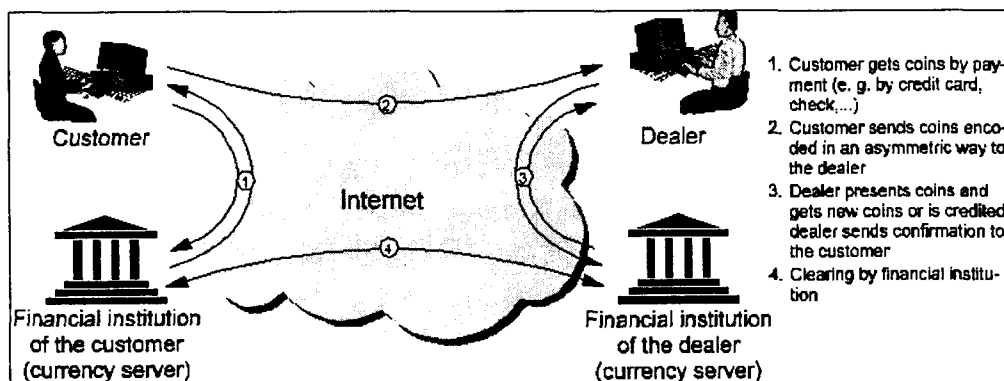 Customer
Dealer
Internet
1
2
3
4
Financial institution
of the customer
(currency server)
Financial institution
of the dealer
(currency server)
1. Customer gets coins by pay-
ment (e. g. by credit card,
check,...)
2. Customer sends coins enco-
ded in an asymmetric way to
the dealer
3. Dealer presents coins and
gets new coins or is credited
dealer sends confirmation to
the customer
4. Clearing by financial institu-
tion